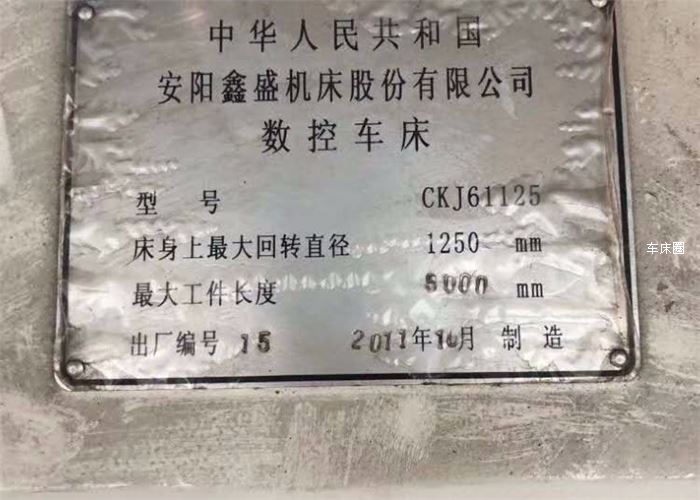 中华人民共和国
安阳鑫盛机床股份有限公司
数控车床
型 号 CKJ61125
床身上最大回转直径 1250 mm
最大工件长度 mm
出厂编号 15 2011年10月 制造
车床圈